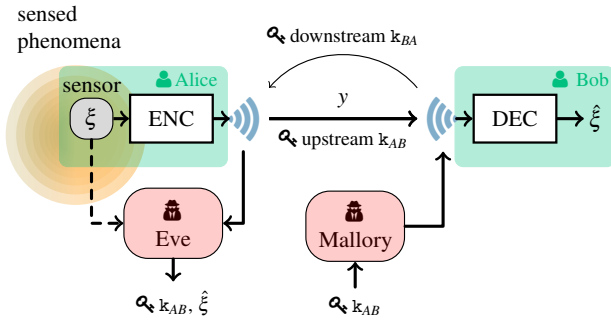 sensed
phenomena
downstream k_BA
sensor
Alice
Bob
ξ
ENC
y
DEC
ξ̂
upstream k_AB
Eve
Mallory
k_AB, ξ̂
k_AB